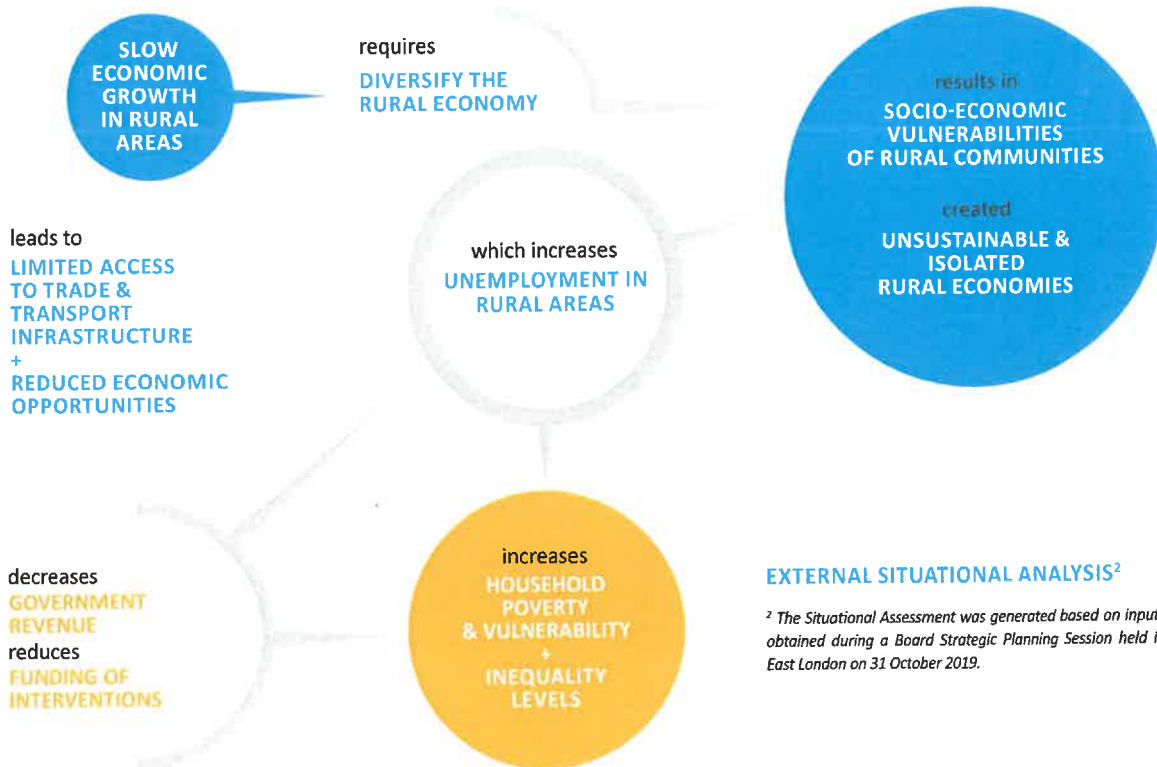 SLOW
ECONOMIC
GROWTH
IN RURAL
AREAS
requires
DIVERSIFY THE
RURAL ECONOMY
results in
SOCIO-ECONOMIC
VULNERABILITIES
OF RURAL COMMUNITIES
created
UNSUSTAINABLE &
ISOLATED
RURAL ECONOMIES
leads to
LIMITED ACCESS
TO TRADE &
TRANSPORT
INFRASTRUCTURE
+
REDUCED ECONOMIC
OPPORTUNITIES
which increases
UNEMPLOYMENT IN
RURAL AREAS
decreases
GOVERNMENT
REVENUE
reduces
FUNDING OF
INTERVENTIONS
increases
HOUSEHOLD
POVERTY
& VULNERABILITY
+
INEQUALITY
LEVELS
EXTERNAL SITUATIONAL ANALYSIS²
² The Situational Assessment was generated based on input
obtained during a Board Strategic Planning Session held i
East London on 31 October 2019.